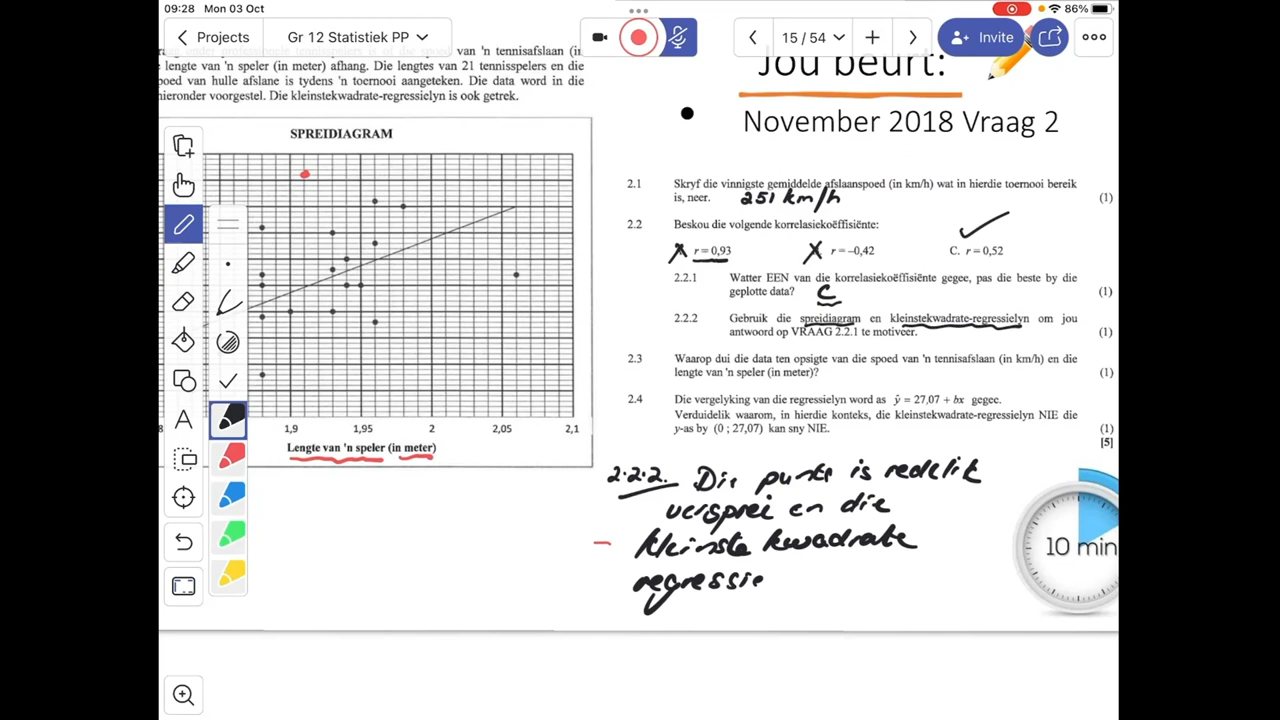 09:28 Mon 03 Oct
86%
Projects
Gr 12 Statistiek PP
15 / 54
Invite
onder professionele tennisspelers is of die spoed van 'n tennisafslaan (in
lengte van 'n speler (in meter) afhang. Die lengtes van 21 tennisspelers en die
poed van hulle afslane is tydens 'n toernooi aangeteken. Die data word in die
hieronder voorgestel. Die kleinstekwadrate-regressielyn is ook getrek.
SPREIDIAGRAM
8 1,9 1,95 2 2,05 2,1
Lengte van 'n speler (in meter)
Jou beurt:
• November 2018 Vraag 2
2.1 Skryf die vinnigste gemiddelde afslaanspoed (in km/h) wat in hierdie toernooi bereik
is, neer. 251 km/h (1)
2.2 Beskou die volgende korrelasiekoëffisiënte:
r = 0,93 r = –0,42 C. r = 0,52
2.2.1 Watter EEN van die korrelasiekoëffisiënte gegee, pas die beste by die
geplotte data? C (1)
2.2.2 Gebruik die spreidiagram en kleinstekwadrate-regressielyn om jou
antwoord op VRAAG 2.2.1 te motiveer. (1)
2.3 Waarop dui die data ten opsigte van die spoed van 'n tennisafslaan (in km/h) en die
lengte van 'n speler (in meter)? (1)
2.4 Die vergelyking van die regressielyn word as ŷ = 27,07 + bx gegee.
Verduidelik waarom, in hierdie konteks, die kleinstekwadrate-regressielyn NIE die
y-as by (0 ; 27,07) kan sny NIE. (1)
[5]
2.2.2. Die punte is redelik
versprei en die
kleinste kwadrate
regressie
10 min